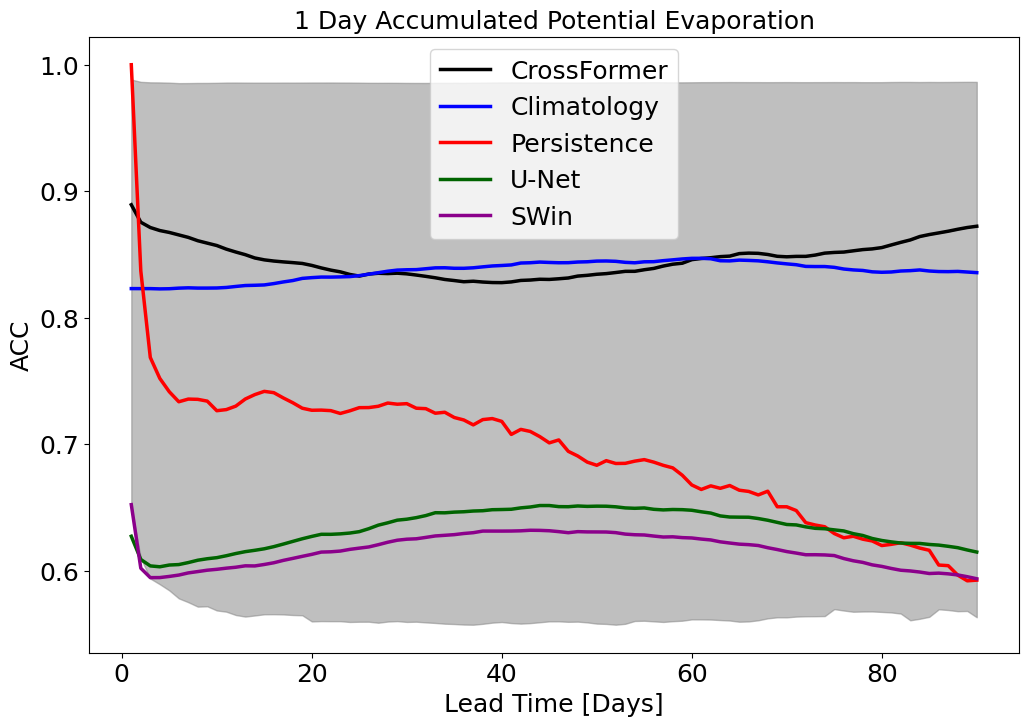 1 Day Accumulated Potential Evaporation
CrossFormer
Climatology
Persistence
U-Net
SWin
ACC
1.0
0.9
0.8
0.7
0.6
0
20
40
60
80
Lead Time [Days]